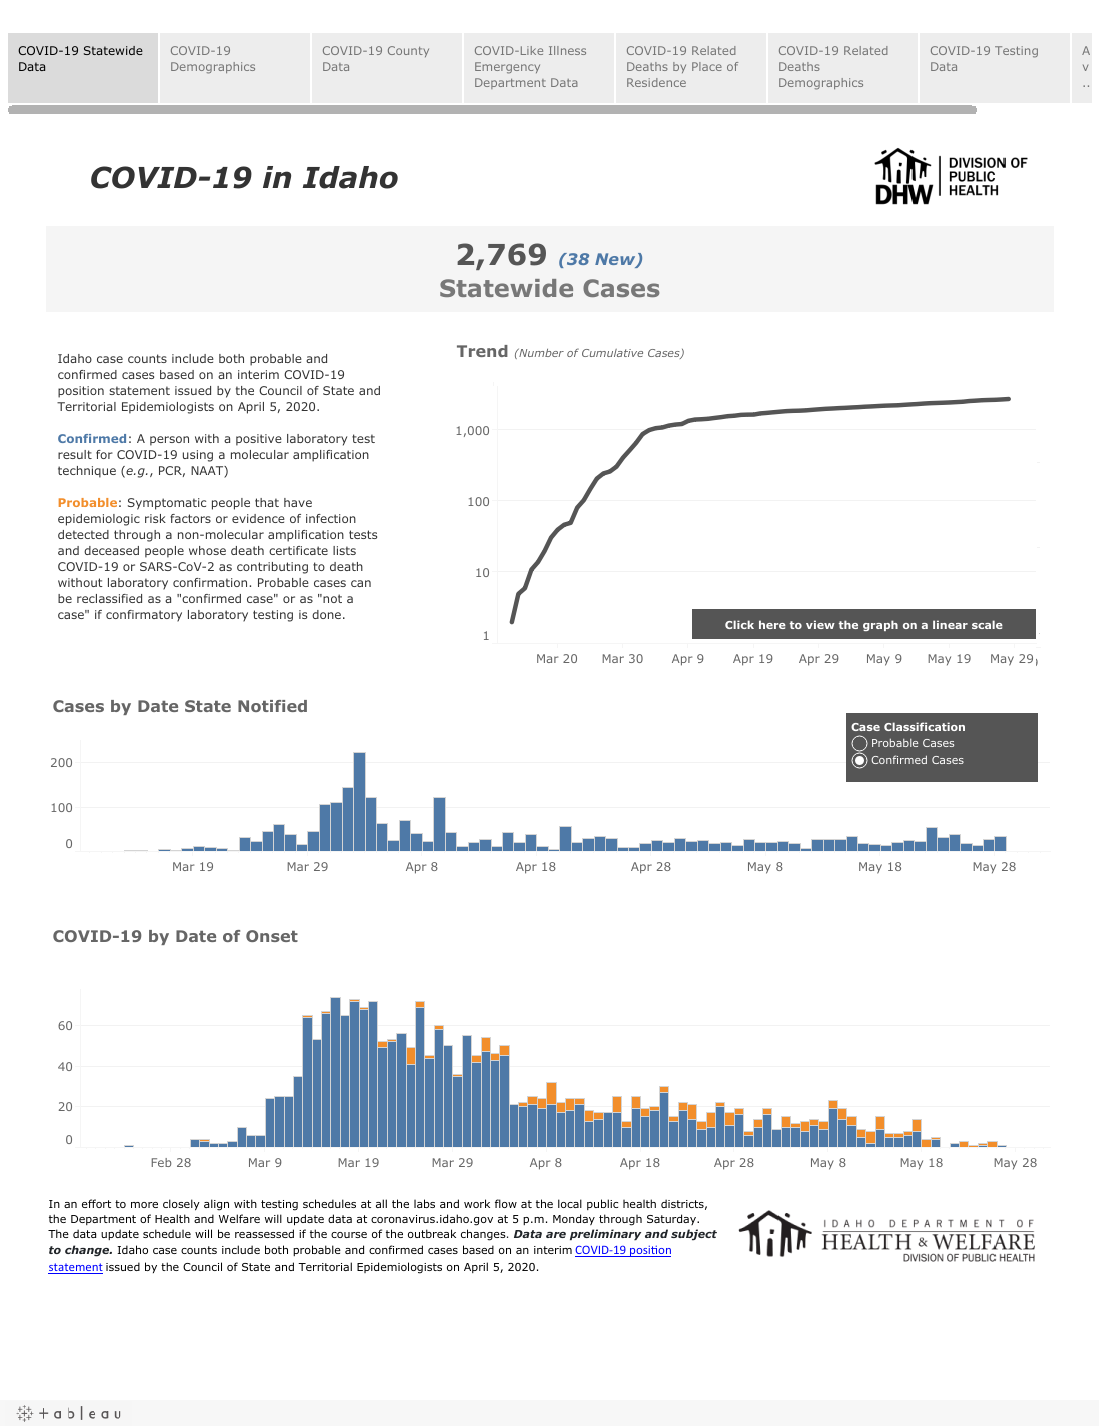 COVID-19 Statewide Data
COVID-19 Demographics
COVID-19 County Data
COVID-Like Illness Emergency Department Data
COVID-19 Related Deaths by Place of Residence
COVID-19 Related Deaths Demographics
COVID-19 Testing Data
A
v
..
COVID-19 in Idaho
DHW
DIVISION OF
PUBLIC
HEALTH
2,769 (38 New)
Statewide Cases
Idaho case counts include both probable and
confirmed cases based on an interim COVID-19
position statement issued by the Council of State and
Territorial Epidemiologists on April 5, 2020.
Confirmed: A person with a positive laboratory test
result for COVID-19 using a molecular amplification
technique (e.g., PCR, NAAT)
Probable: Symptomatic people that have
epidemiologic risk factors or evidence of infection
detected through a non-molecular amplification tests
and deceased people whose death certificate lists
COVID-19 or SARS-CoV-2 as contributing to death
without laboratory confirmation. Probable cases can
be reclassified as a "confirmed case" or as "not a
case" if confirmatory laboratory testing is done.
Trend (Number of Cumulative Cases)
1,000
100
10
1
Click here to view the graph on a linear scale
Mar 20 Mar 30 Apr 9 Apr 19 Apr 29 May 9 May 19 May 29
Cases by Date State Notified
Case Classification
Probable Cases
Confirmed Cases
200
100
0
Mar 19 Mar 29 Apr 8 Apr 18 Apr 28 May 8 May 18 May 28
COVID-19 by Date of Onset
60
40
20
0
Feb 28 Mar 9 Mar 19 Mar 29 Apr 8 Apr 18 Apr 28 May 8 May 18 May 28
In an effort to more closely align with testing schedules at all the labs and work flow at the local public health districts,
the Department of Health and Welfare will update data at coronavirus.idaho.gov at 5 p.m. Monday through Saturday.
The data update schedule will be reassessed if the course of the outbreak changes. Data are preliminary and subject
to change. Idaho case counts include both probable and confirmed cases based on an interim COVID-19 position
statement issued by the Council of State and Territorial Epidemiologists on April 5, 2020.
IDAHO DEPARTMENT OF
HEALTH & WELFARE
DIVISION OF PUBLIC HEALTH
+ableau